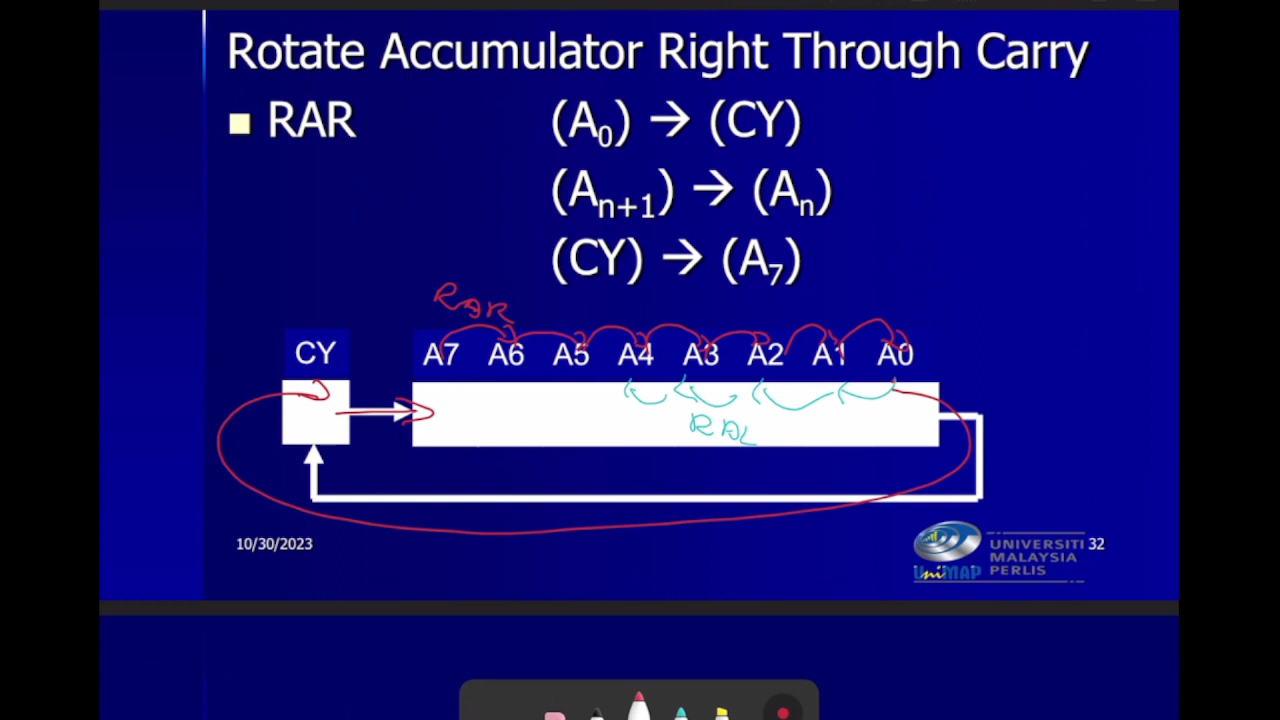 Rotate Accumulator Right Through Carry
RAR (A0) → (CY)
(An+1) → (An)
(CY) → (A7)
RAR
CY A7 A6 A5 A4 A3 A2 A1 A0
RAL
10/30/2023
UNIVERSITI
MALAYSIA
PERLIS
UniMAP
32